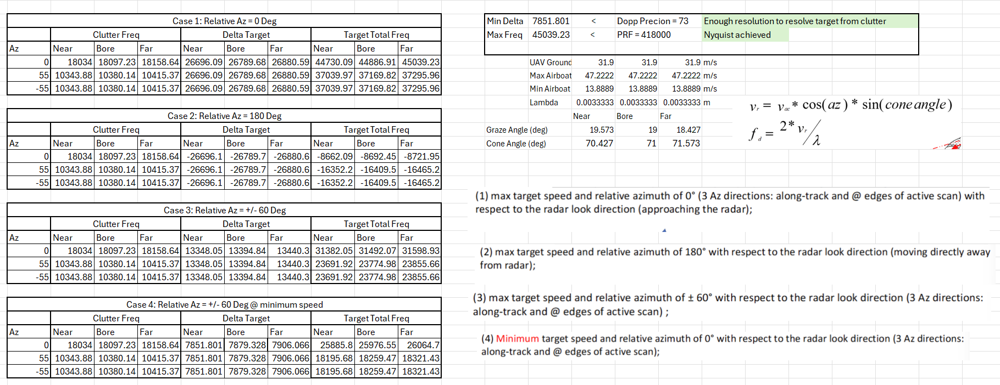 Case 1: Relative Az = 0 Deg
Clutter Freq Delta Target Target Total Freq
Az Near Bore Far Near Bore Far Near Bore Far
0 18034 18097.23 18158.64 26696.09 26789.68 26880.59 44730.09 44886.91 45039.23
55 10343.88 10380.14 10415.37 26696.09 26789.68 26880.59 37039.97 37169.82 37295.96
-55 10343.88 10380.14 10415.37 26696.09 26789.68 26880.59 37039.97 37169.82 37295.96
Case 2: Relative Az = 180 Deg
Clutter Freq Delta Target Target Total Freq
Az Near Bore Far Near Bore Far Near Bore Far
0 18034 18097.23 18158.64 -26696.1 -26789.7 -26880.6 -8662.09 -8692.45 -8721.95
55 10343.88 10380.14 10415.37 -26696.1 -26789.7 -26880.6 -16352.2 -16409.5 -16465.2
-55 10343.88 10380.14 10415.37 -26696.1 -26789.7 -26880.6 -16352.2 -16409.5 -16465.2
Case 3: Relative Az = +/- 60 Deg
Clutter Freq Delta Target Target Total Freq
Az Near Bore Far Near Bore Far Near Bore Far
0 18034 18097.23 18158.64 13348.05 13394.84 13440.3 31382.05 31492.07 31598.93
55 10343.88 10380.14 10415.37 13348.05 13394.84 13440.3 23691.92 23774.98 23855.66
-55 10343.88 10380.14 10415.37 13348.05 13394.84 13440.3 23691.92 23774.98 23855.66
Case 4: Relative Az = +/- 60 Deg @ minimum speed
Clutter Freq Delta Target Target Total Freq
Az Near Bore Far Near Bore Far Near Bore Far
0 18034 18097.23 18158.64 7851.801 7879.328 7906.066 25885.8 25976.55 26064.7
55 10343.88 10380.14 10415.37 7851.801 7879.328 7906.066 18195.68 18259.47 18321.43
-55 10343.88 10380.14 10415.37 7851.801 7879.328 7906.066 18195.68 18259.47 18321.43
Min Delta 7851.801 < Dopp Precion = 73 Enough resolution to resolve target from clutter
Max Freq 45039.23 < PRF = 418000 Nyquist achieved
UAV Ground 31.9 31.9 31.9 m/s
Max Airboat 47.2222 47.2222 47.2222 m/s
Min Airboat 13.8889 13.8889 13.8889 m/s
Lambda 0.0033333 0.0033333 0.0033333 m
Near Bore Far
Graze Angle (deg) 19.573 19 18.427
Cone Angle (deg) 70.427 71 71.573
v_r = v_ac * cos(az) * sin(cone angle)
f_d = 2* v_r / λ
(1) max target speed and relative azimuth of 0° (3 Az directions: along-track and @ edges of active scan) with
respect to the radar look direction (approaching the radar);
(2) max target speed and relative azimuth of 180° with respect to the radar look direction (moving directly away
from radar);
(3) max target speed and relative azimuth of ± 60° with respect to the radar look direction (3 Az directions:
along-track and @ edges of active scan) ;
(4) Minimum target speed and relative azimuth of 0° with respect to the radar look direction (3 Az directions:
along-track and @ edges of active scan);